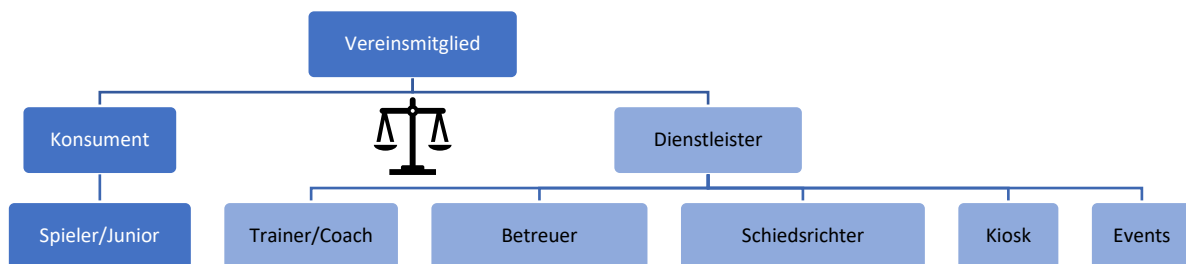 Vereinsmitglied
Konsument
Dienstleister
Spieler/Junior
Trainer/Coach
Betreuer
Schiedsrichter
Kiosk
Events